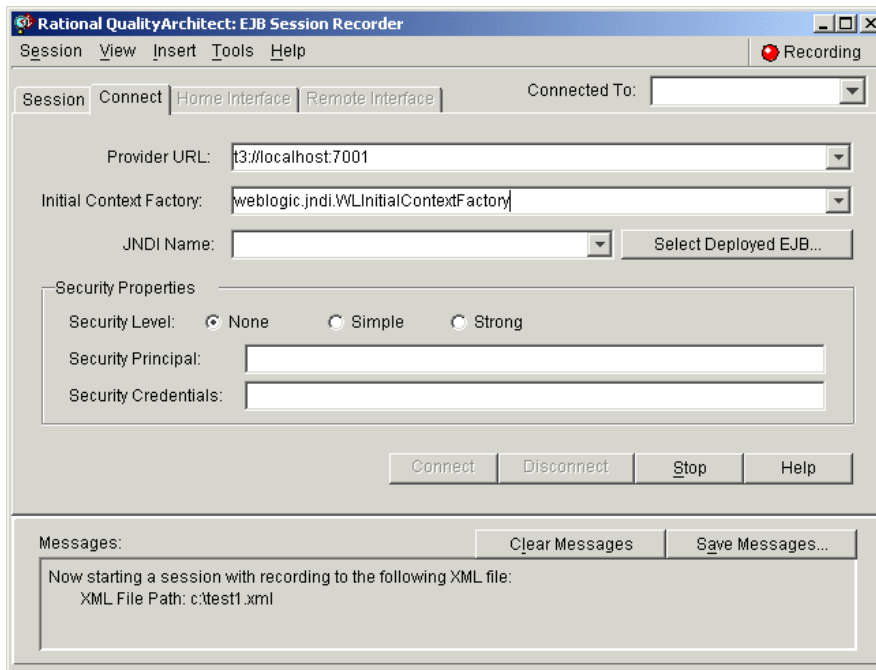 Rational QualityArchitect: EJB Session Recorder
Session View Insert Tools Help Recording
Session Connect Home Interface Remote Interface Connected To:
Provider URL: t3://localhost:7001
Initial Context Factory: weblogic.jndi.WLInitialContextFactory
JNDI Name: Select Deployed EJB...
Security Properties
Security Level: None Simple Strong
Security Principal:
Security Credentials:
Connect Disconnect Stop Help
Messages: Clear Messages Save Messages...
Now starting a session with recording to the following XML file:
XML File Path: c:\test1.xml